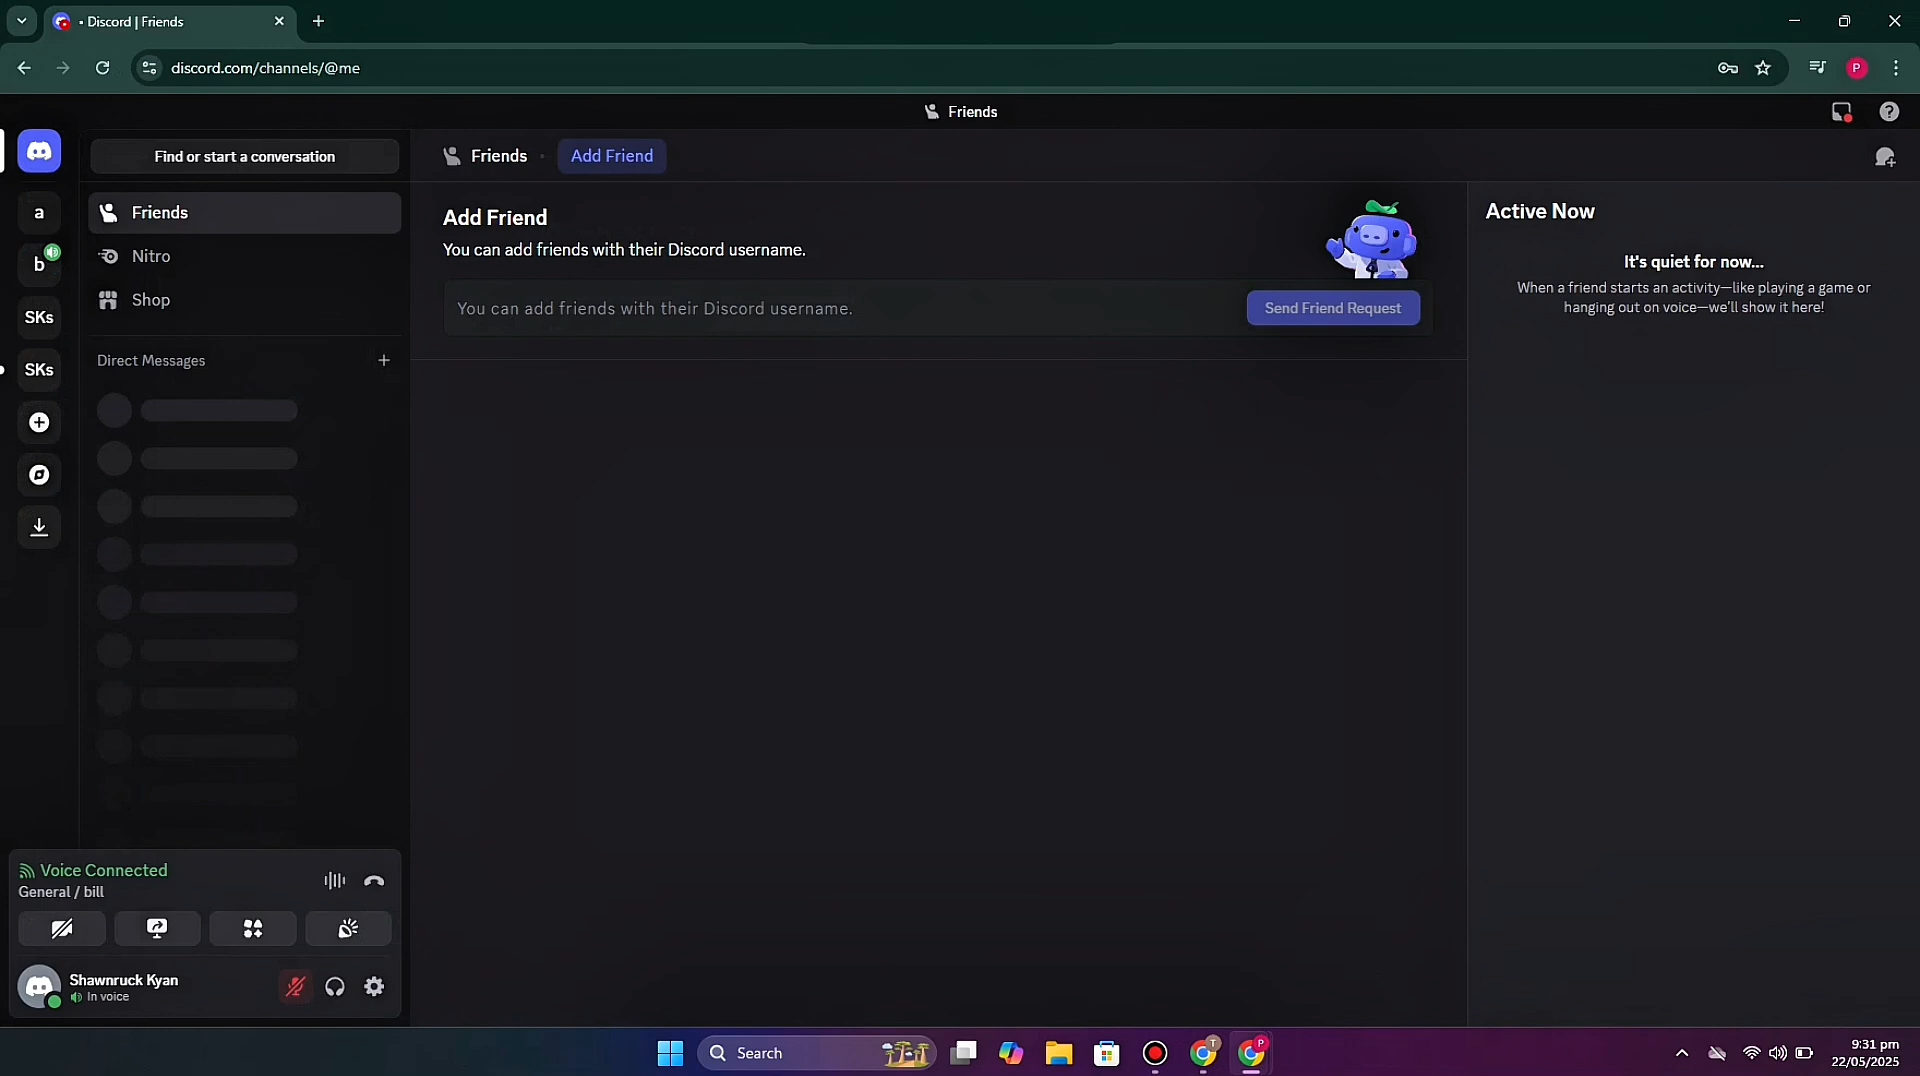 • Discord | Friends
discord.com/channels/@me
P
Friends
Find or start a conversation
Friends
Add Friend
a
b
SKs
SKs
Friends
Nitro
Shop
Direct Messages
Add Friend
You can add friends with their Discord username.
You can add friends with their Discord username.
Send Friend Request
Active Now
It's quiet for now...
When a friend starts an activity—like playing a game or
hanging out on voice—we'll show it here!
Voice Connected
General / bill
Shawnruck Kyan
In voice
Search
T
P
9:31 pm
22/05/2025